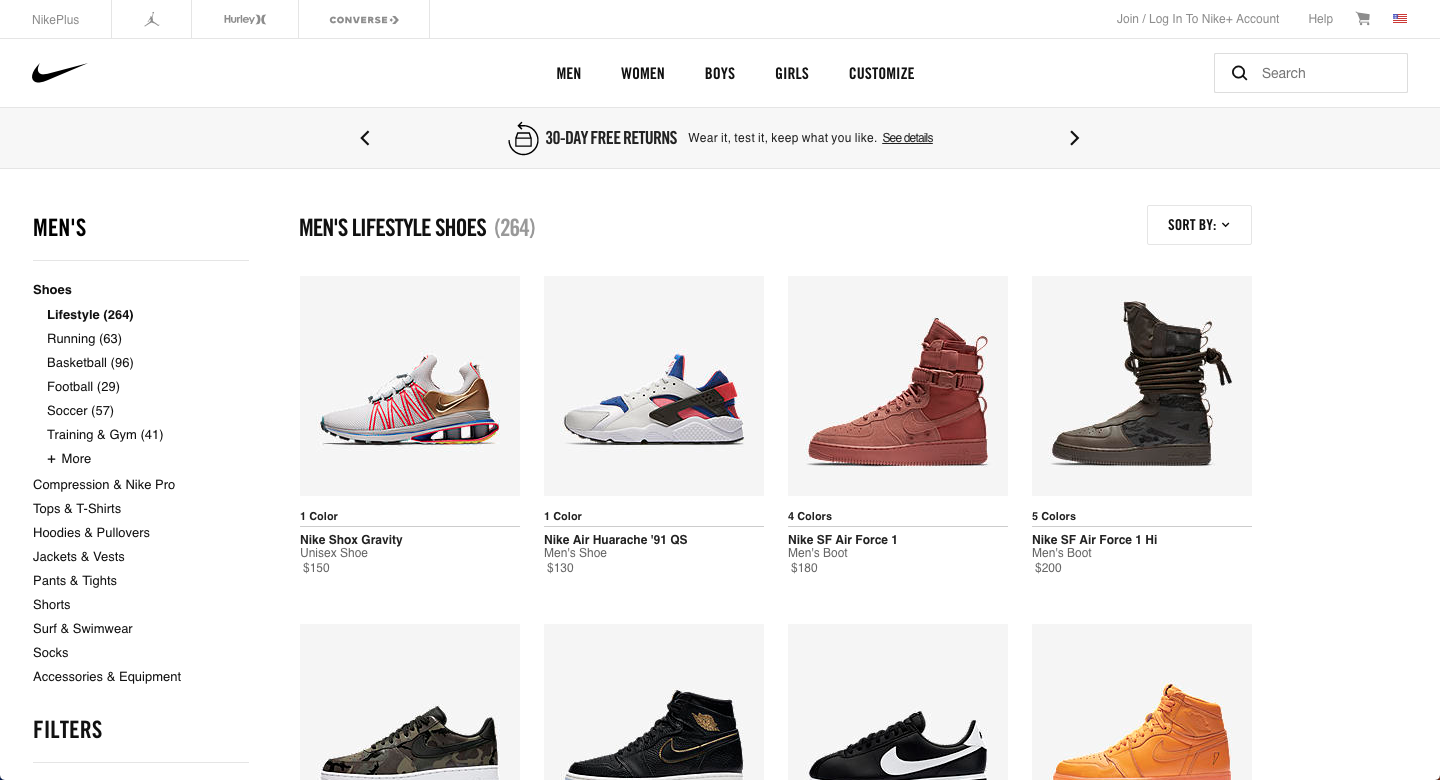 NikePlus
Hurley
CONVERSE
Join / Log In To Nike+ Account
Help
MEN
WOMEN
BOYS
GIRLS
CUSTOMIZE
Search
30-DAY FREE RETURNS Wear it, test it, keep what you like. See details
MEN'S
Shoes
Lifestyle (264)
Running (63)
Basketball (96)
Football (29)
Soccer (57)
Training & Gym (41)
+ More
Compression & Nike Pro
Tops & T-Shirts
Hoodies & Pullovers
Jackets & Vests
Pants & Tights
Shorts
Surf & Swimwear
Socks
Accessories & Equipment
FILTERS
MEN'S LIFESTYLE SHOES (264)
SORT BY:
1 Color
Nike Shox Gravity
Unisex Shoe
$150
1 Color
Nike Air Huarache '91 QS
Men's Shoe
$130
4 Colors
Nike SF Air Force 1
Men's Boot
$180
5 Colors
Nike SF Air Force 1 Hi
Men's Boot
$200